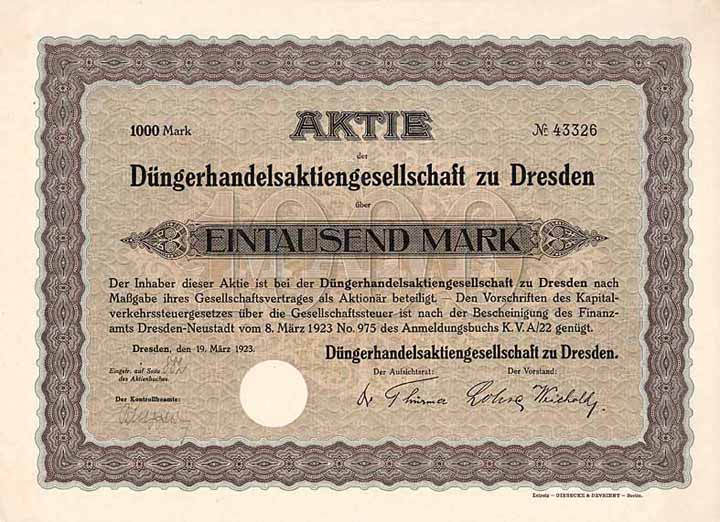 1000 Mark
AKTIE
№ 43326
der
Düngerhandelsaktiengesellschaft zu Dresden
über
1000
EINTAUSEND MARK
MARK
Der Inhaber dieser Aktie ist bei der Düngerhandelsaktiengesellschaft zu Dresden nach
Maßgabe ihres Gesellschaftsvertrages als Aktionär beteiligt. – Den Vorschriften des Kapital-
verkehrssteuergesetzes über die Gesellschaftssteuer ist nach der Bescheinigung des Finanz-
amts Dresden-Neustadt vom 8. März 1923 No. 975 des Anmeldungsbuchs K. V. A/22 genügt.
Dresden, den 19. März 1923.
Düngerhandelsaktiengesellschaft zu Dresden.
Eingetr. auf Seite
des Aktienbuches.
Der Aufsichtsrat:
Der Vorstand:
Der Kontrollbeamte:
Dr Thürmer
Leipzig – GIESECKE & DEVRIENT – Berlin.